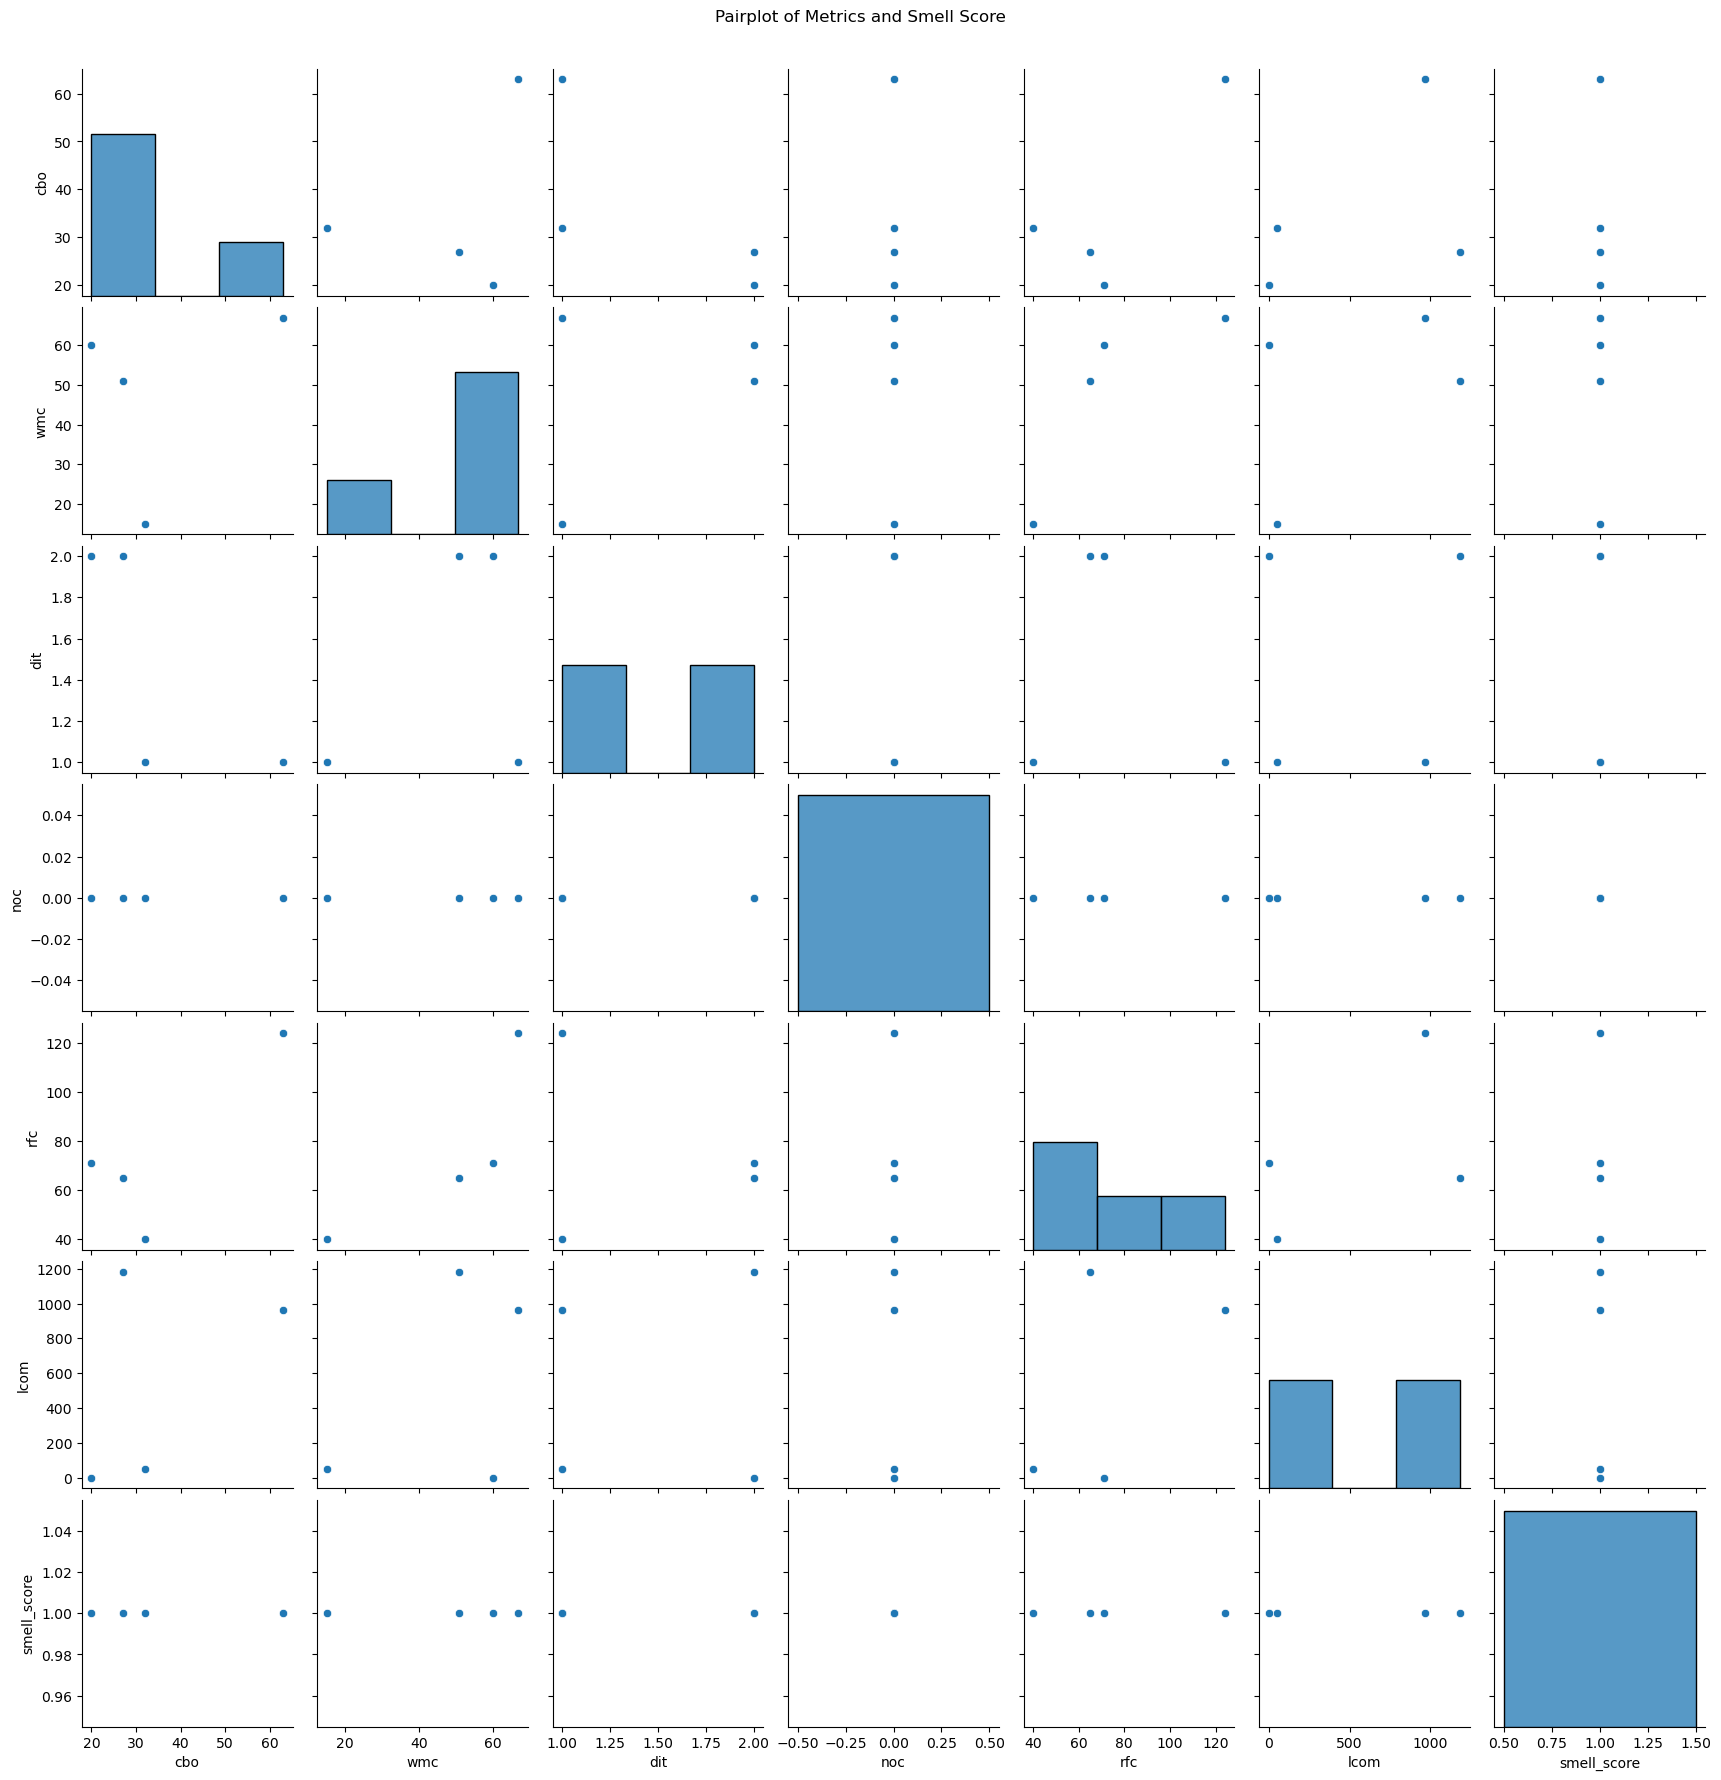 Pairplot of Metrics and Smell Score
60
50
40
30
20
cbo
60
50
40
30
20
wmc
2.0
1.8
1.6
1.4
1.2
1.0
dit
0.04
0.02
0.00
−0.02
−0.04
noc
120
100
80
60
40
rfc
1200
1000
800
600
400
200
0
lcom
1.04
1.02
1.00
0.98
0.96
smell_score
20 30 40 50 60
cbo
20 40 60
wmc
1.00 1.25 1.50 1.75 2.00
dit
−0.50 −0.25 0.00 0.25 0.50
noc
40 60 80 100 120
rfc
0 500 1000
lcom
0.50 0.75 1.00 1.25 1.50
smell_score